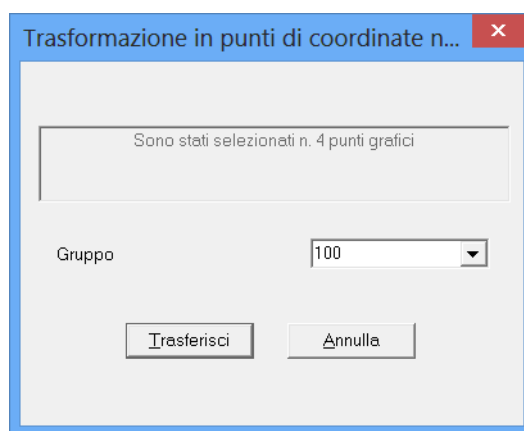 Trasformazione in punti di coordinate n...
Sono stati selezionati n. 4 punti grafici
Gruppo 100
Trasferisci Annulla